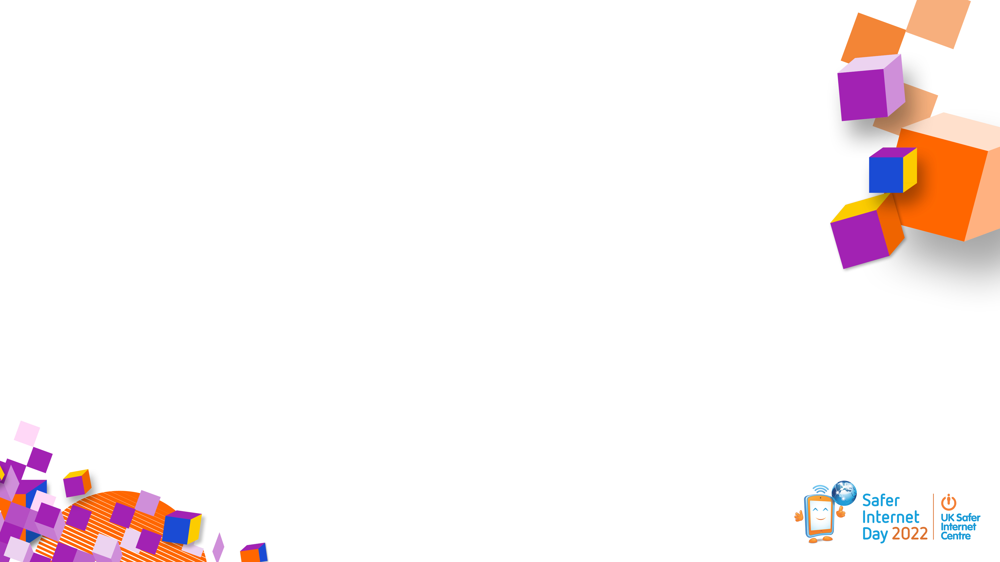 Safer
Internet
Day 2022
UK Safer
Internet
Centre